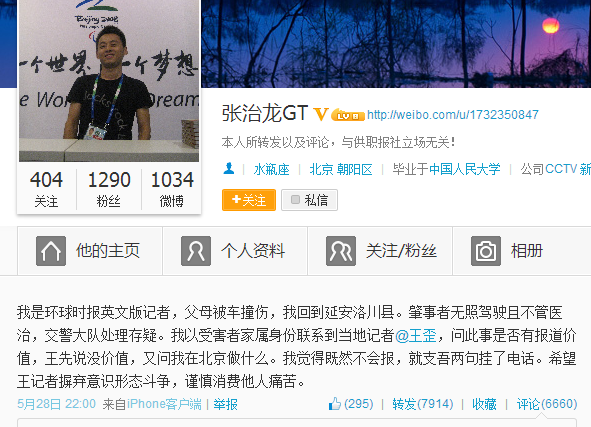 Beijing 2008
一个世界 一个梦想
One World One Dream
张治龙GT
http://weibo.com/u/1732350847
本人所转发以及评论，与供职报社立场无关！
水瓶座 | 北京 朝阳区 | 毕业于中国人民大学 | 公司CCTV 新
404 1290 1034
关注 粉丝 微博
+关注 私信
他的主页 个人资料 关注/粉丝 相册
我是环球时报英文版记者，父母被车撞伤，我回到延安洛川县。肇事者无照驾驶且不管医
治，交警大队处理存疑。我以受害者家属身份联系到当地记者@王歪，问此事是否有报道价
值，王先说没价值，又问我在北京做什么。我觉得既然不会报，就支吾两句挂了电话。希望
王记者摒弃意识形态斗争，谨慎消费他人痛苦。
5月28日 22:00 来自iPhone客户端 | 举报 (295) | 转发(7914) | 收藏 | 评论(6660)